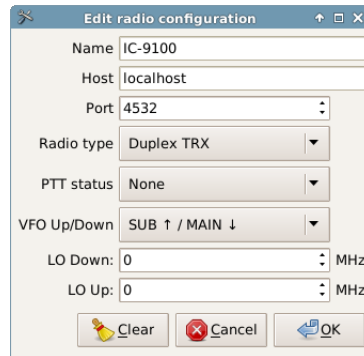 Edit radio configuration
Name IC-9100
Host localhost
Port 4532
Radio type Duplex TRX
PTT status None
VFO Up/Down SUB ↑ / MAIN ↓
LO Down: 0 MHz
LO Up: 0 MHz
Clear Cancel OK